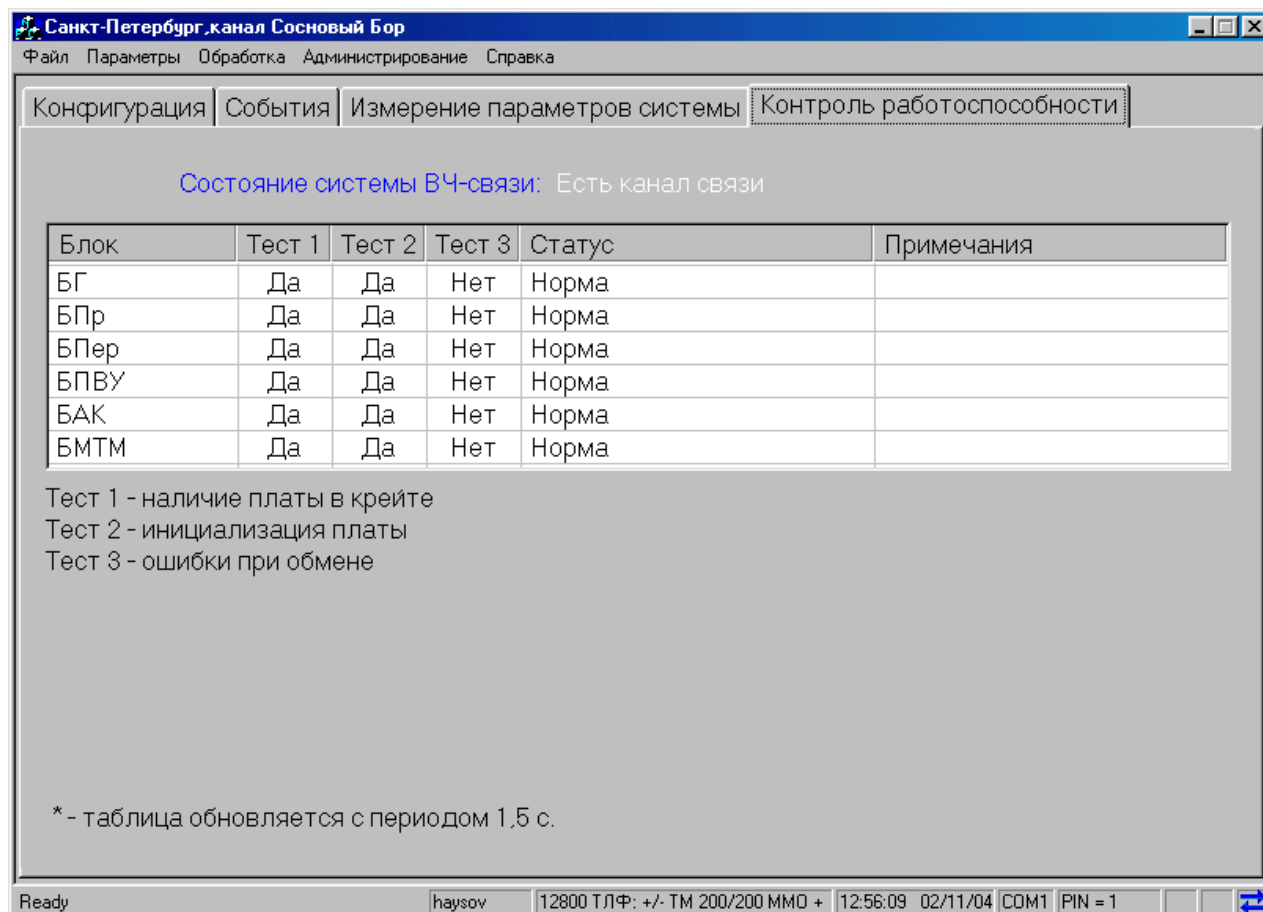 Санкт-Петербург,канал Сосновый Бор
Файл Параметры Обработка Администрирование Справка
Конфигурация События Измерение параметров системы Контроль работоспособности
Состояние системы ВЧ-связи: Есть канал связи
Блок Тест 1 Тест 2 Тест 3 Статус Примечания
БГ Да Да Нет Норма
БПр Да Да Нет Норма
БПер Да Да Нет Норма
БПВУ Да Да Нет Норма
БАК Да Да Нет Норма
БМТМ Да Да Нет Норма
Тест 1 - наличие платы в крейте
Тест 2 - инициализация платы
Тест 3 - ошибки при обмене
* - таблица обновляется с периодом 1,5 с.
Ready haysov 12800 ТЛФ: +/- ТМ 200/200 ММО + 12:56:09 02/11/04 COM1 PIN = 1